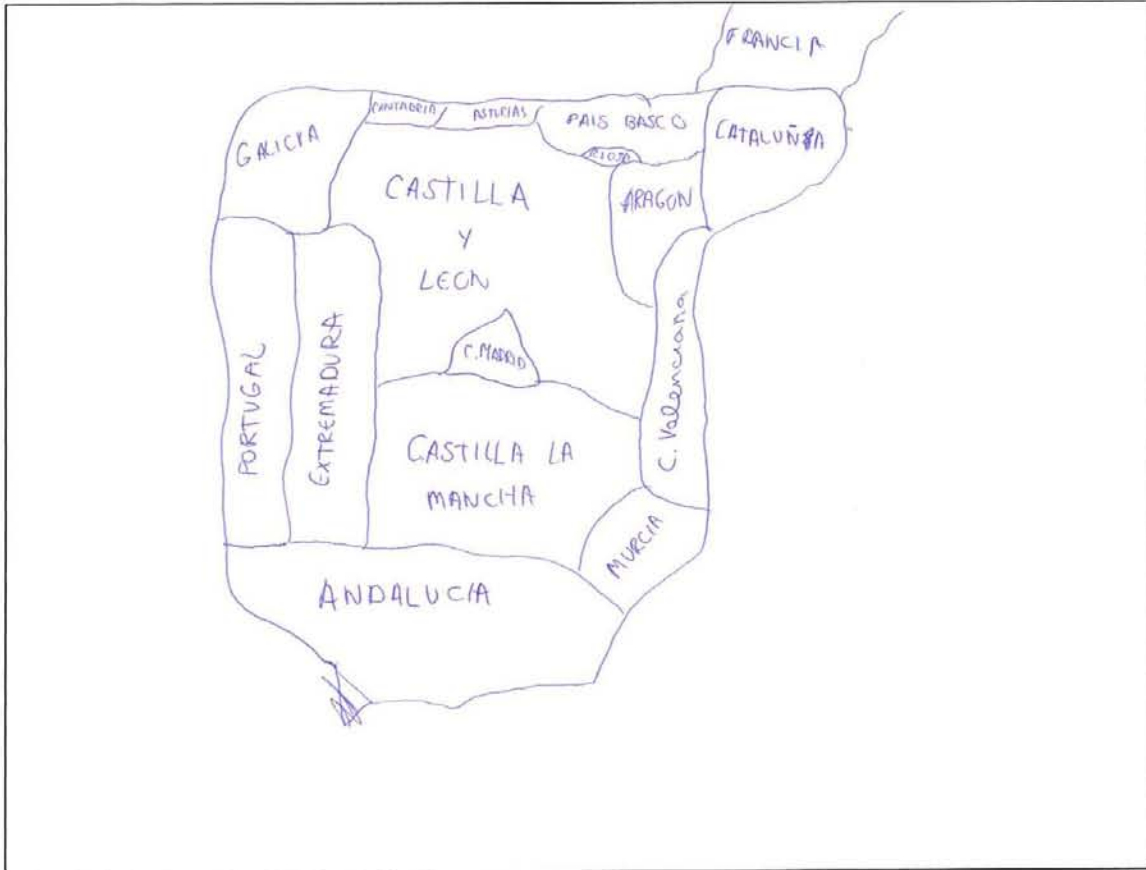 FRANCIA
CANTABRIA
ASTURIAS
PAIS BASCO
CATALUÑA
GALICIA
RIOJA
CASTILLA
Y
LEON
ARAGON
PORTUGAL
EXTREMADURA
C. MADRID
C. Valenciana
CASTILLA LA
MANCHA
MURCIA
ANDALUCIA